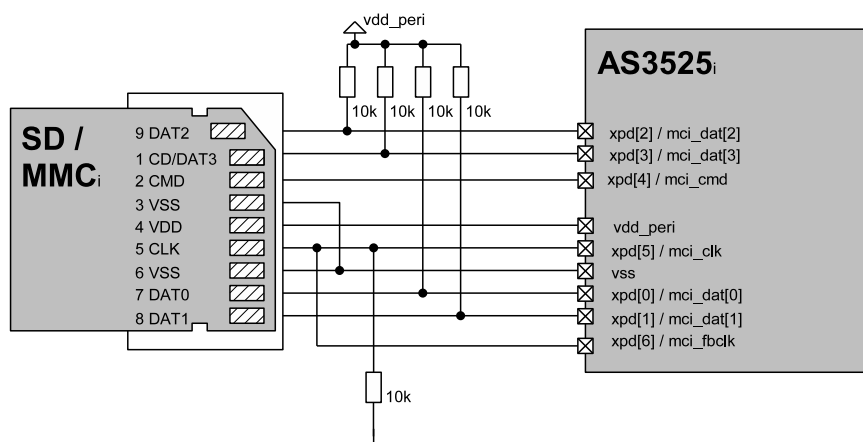 vdd_peri
10k
10k
10k
10k
SD /
MMCi
9 DAT2
1 CD/DAT3
2 CMD
3 VSS
4 VDD
5 CLK
6 VSS
7 DAT0
8 DAT1
10k
AS3525i
xpd[2] / mci_dat[2]
xpd[3] / mci_dat[3]
xpd[4] / mci_cmd
vdd_peri
xpd[5] / mci_clk
vss
xpd[0] / mci_dat[0]
xpd[1] / mci_dat[1]
xpd[6] / mci_fbclk